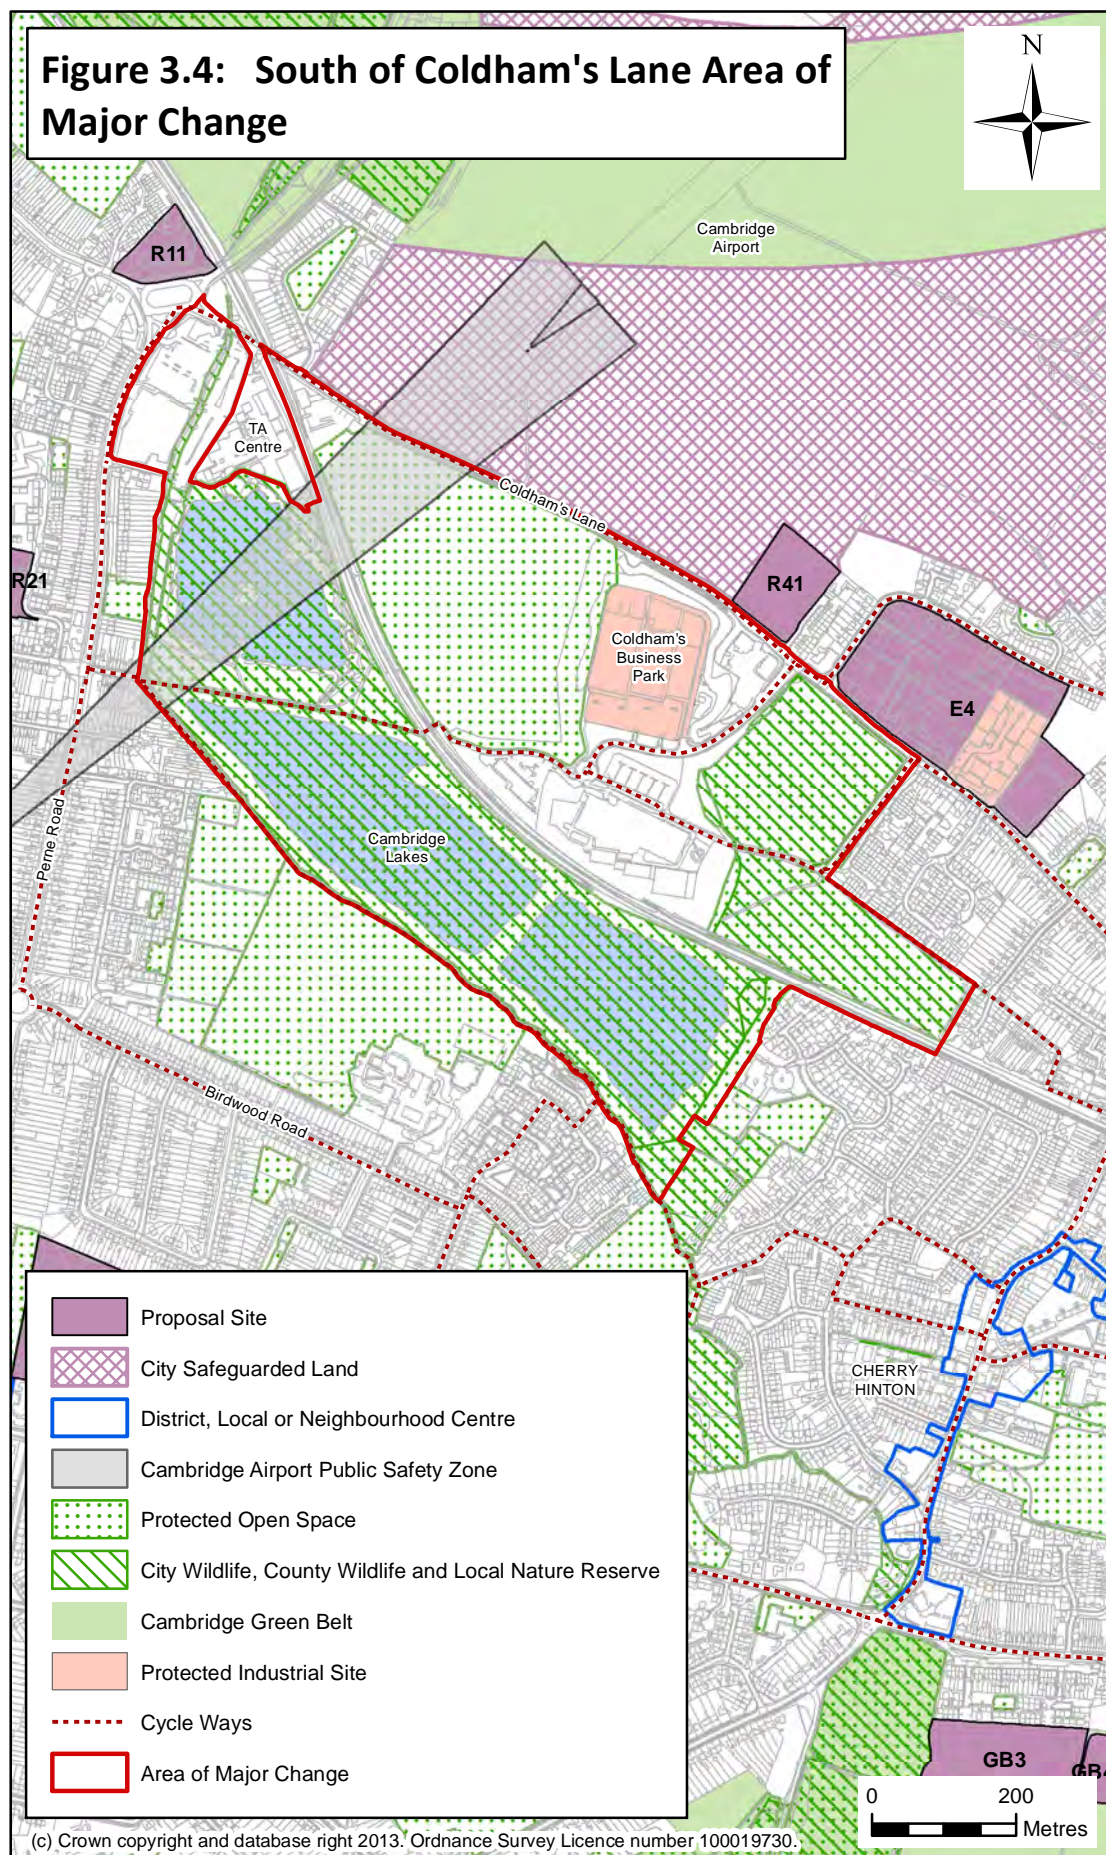 Figure 3.4: South of Coldham's Lane Area of
Major Change
N
Cambridge
Airport
R11
TA
Centre
Coldham's Lane
R21
R41
Coldham's
Business
Park
E4
Perne Road
Cambridge
Lakes
Birdwood Road
CHERRY
HINTON
Proposal Site
City Safeguarded Land
District, Local or Neighbourhood Centre
Cambridge Airport Public Safety Zone
Protected Open Space
City Wildlife, County Wildlife and Local Nature Reserve
Cambridge Green Belt
Protected Industrial Site
Cycle Ways
Area of Major Change
GB3
0 200
Metres
(c) Crown copyright and database right 2013. Ordnance Survey Licence number 100019730.